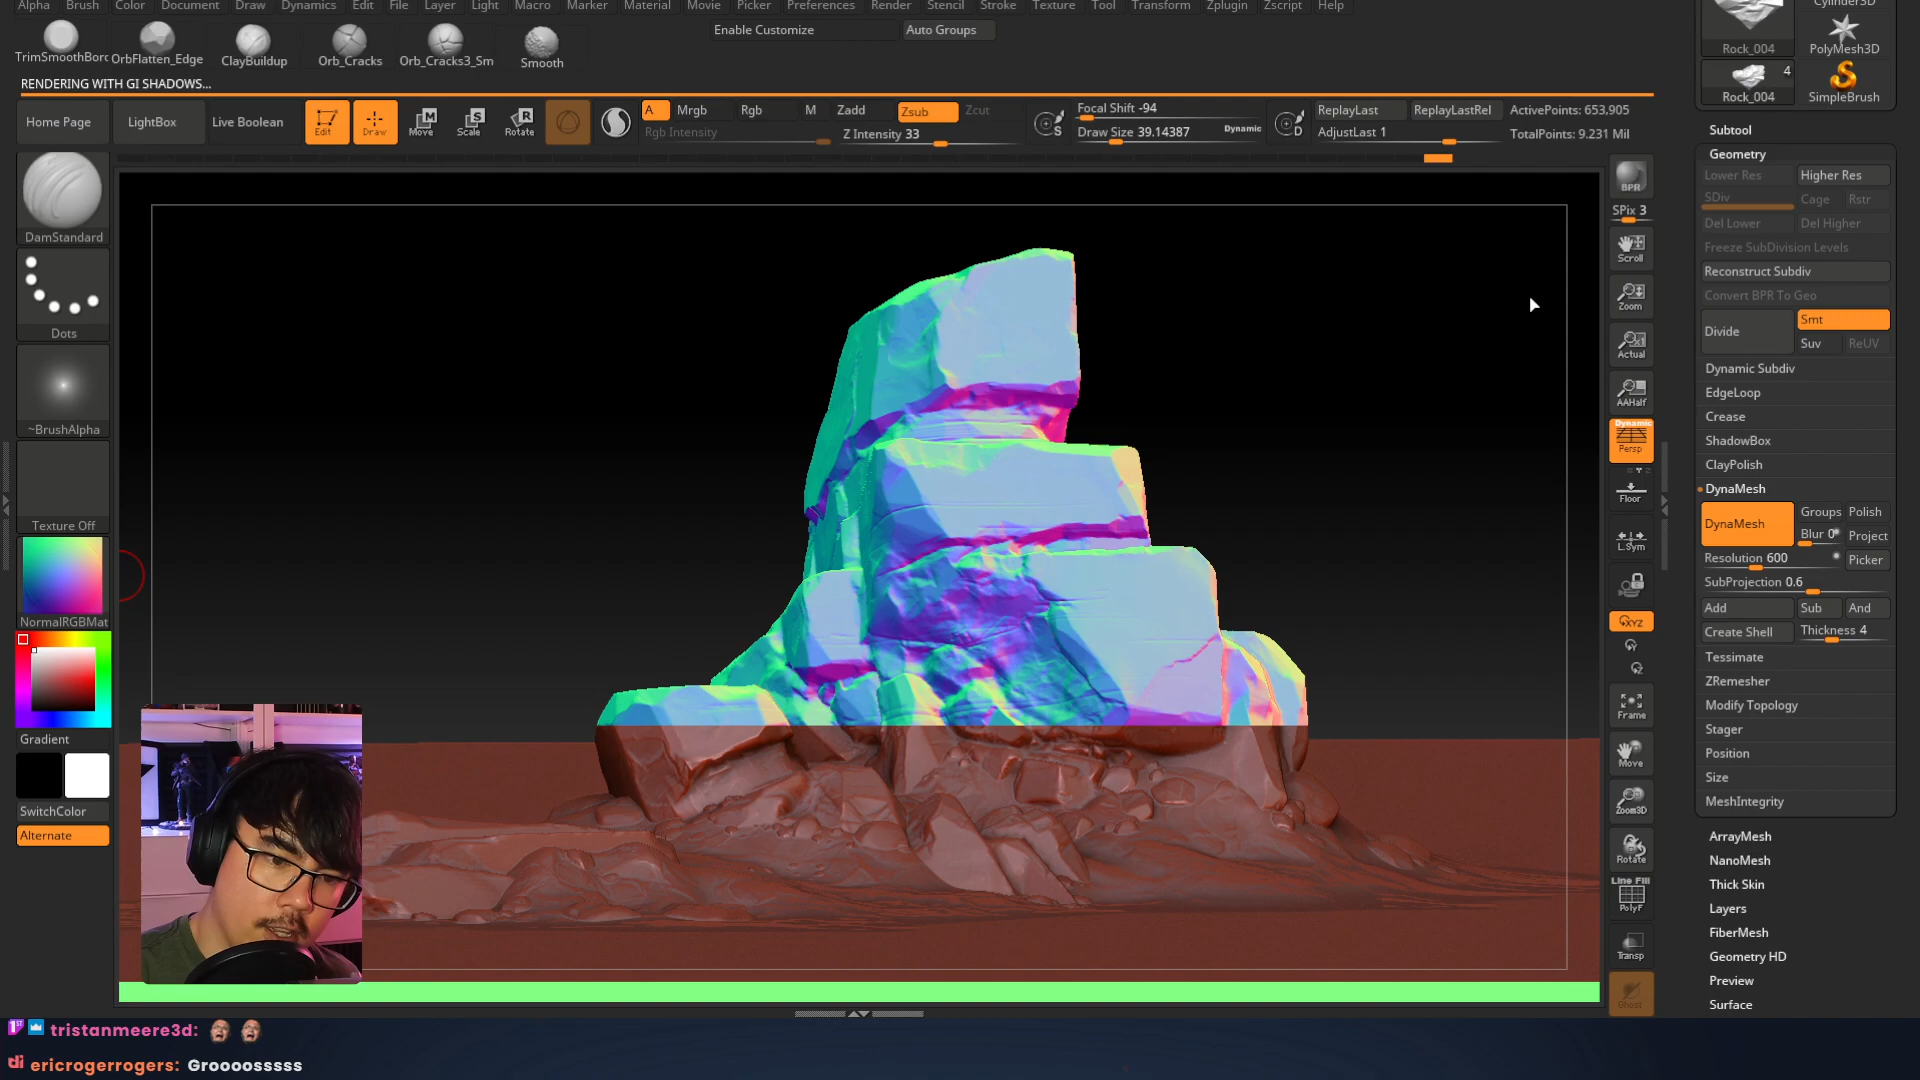 Alpha Brush Color Document Draw Dynamics Edit File Layer Light Macro Marker Material Movie Picker Preferences Render Stencil Stroke Texture Tool Transform Zplugin Zscript Help
Cylinder3D
TrimSmoothBorc OrbFlatten_Edge ClayBuildup Orb_Cracks Orb_Cracks3_Sm Smooth
Enable Customize Auto Groups
Rock_004 PolyMesh3D
4
Rock_004 SimpleBrush
RENDERING WITH GI SHADOWS...
Home Page LightBox Live Boolean Edit Draw Move Scale Rotate
A Mrgb Rgb M Zadd Zsub Zcut
Rgb Intensity Z Intensity 33
S Focal Shift -94
Draw Size 39.14387 Dynamic
D ReplayLast ReplayLastRel
AdjustLast 1
ActivePoints: 653,905
TotalPoints: 9.231 Mil
DamStandard
Dots
~BrushAlpha
Texture Off
NormalRGBMat
Gradient
SwitchColor
Alternate
BPR
SPix 3
Scroll
Zoom
Actual
AAHalf
Dynamic
Persp
Floor
L.Sym
XYZ
Frame
Move
Zoom3D
Rotate
Line Fill
PolyF
Transp
Ghost
Subtool
Geometry
Lower Res Higher Res
SDiv Cage Rstr
Del Lower Del Higher
Freeze SubDivision Levels
Reconstruct Subdiv
Convert BPR To Geo
Divide Smt
Suv ReUV
Dynamic Subdiv
EdgeLoop
Crease
ShadowBox
ClayPolish
DynaMesh
DynaMesh Groups Polish
Blur 0 Project
Resolution 600 Picker
SubProjection 0.6
Add Sub And
Create Shell Thickness 4
Tessimate
ZRemesher
Modify Topology
Stager
Position
Size
MeshIntegrity
ArrayMesh
NanoMesh
Thick Skin
Layers
FiberMesh
Geometry HD
Preview
Surface
1ST tristanmeere3d:
di ericrogerrogers: Groooosssss